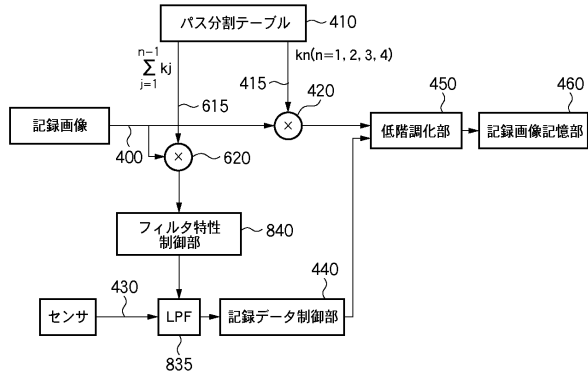 パス分割テーブル
410
n−1
Σ kj
j=1
kn(n=1, 2, 3, 4)
415
420
615
450
460
記録画像
400
×
×
620
低階調化部
記録画像記憶部
フィルタ特性
制御部
840
430
440
センサ
LPF
記録データ制御部
835